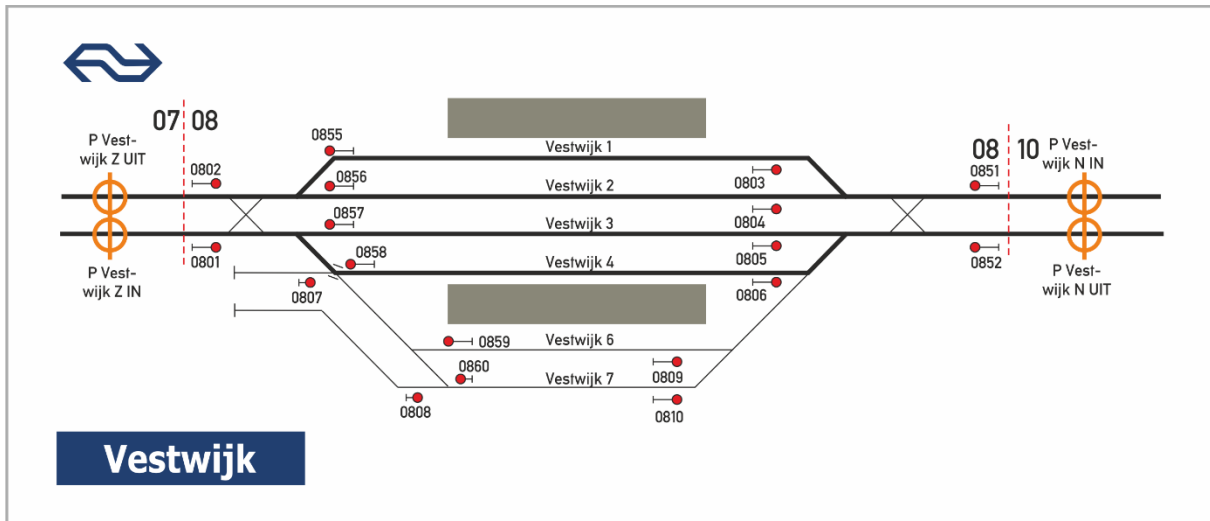 07 08
P Vest-
wijk Z UIT
0802
0855
0856
Vestwijk 1
Vestwijk 2
0803
08 10
0851
P Vest-
wijk N IN
0857
Vestwijk 3
0804
0801
P Vest-
wijk Z IN
0858
Vestwijk 4
0805
0852
P Vest-
wijk N UIT
0807
0806
0859
Vestwijk 6
0860
Vestwijk 7
0809
0808
0810
Vestwijk